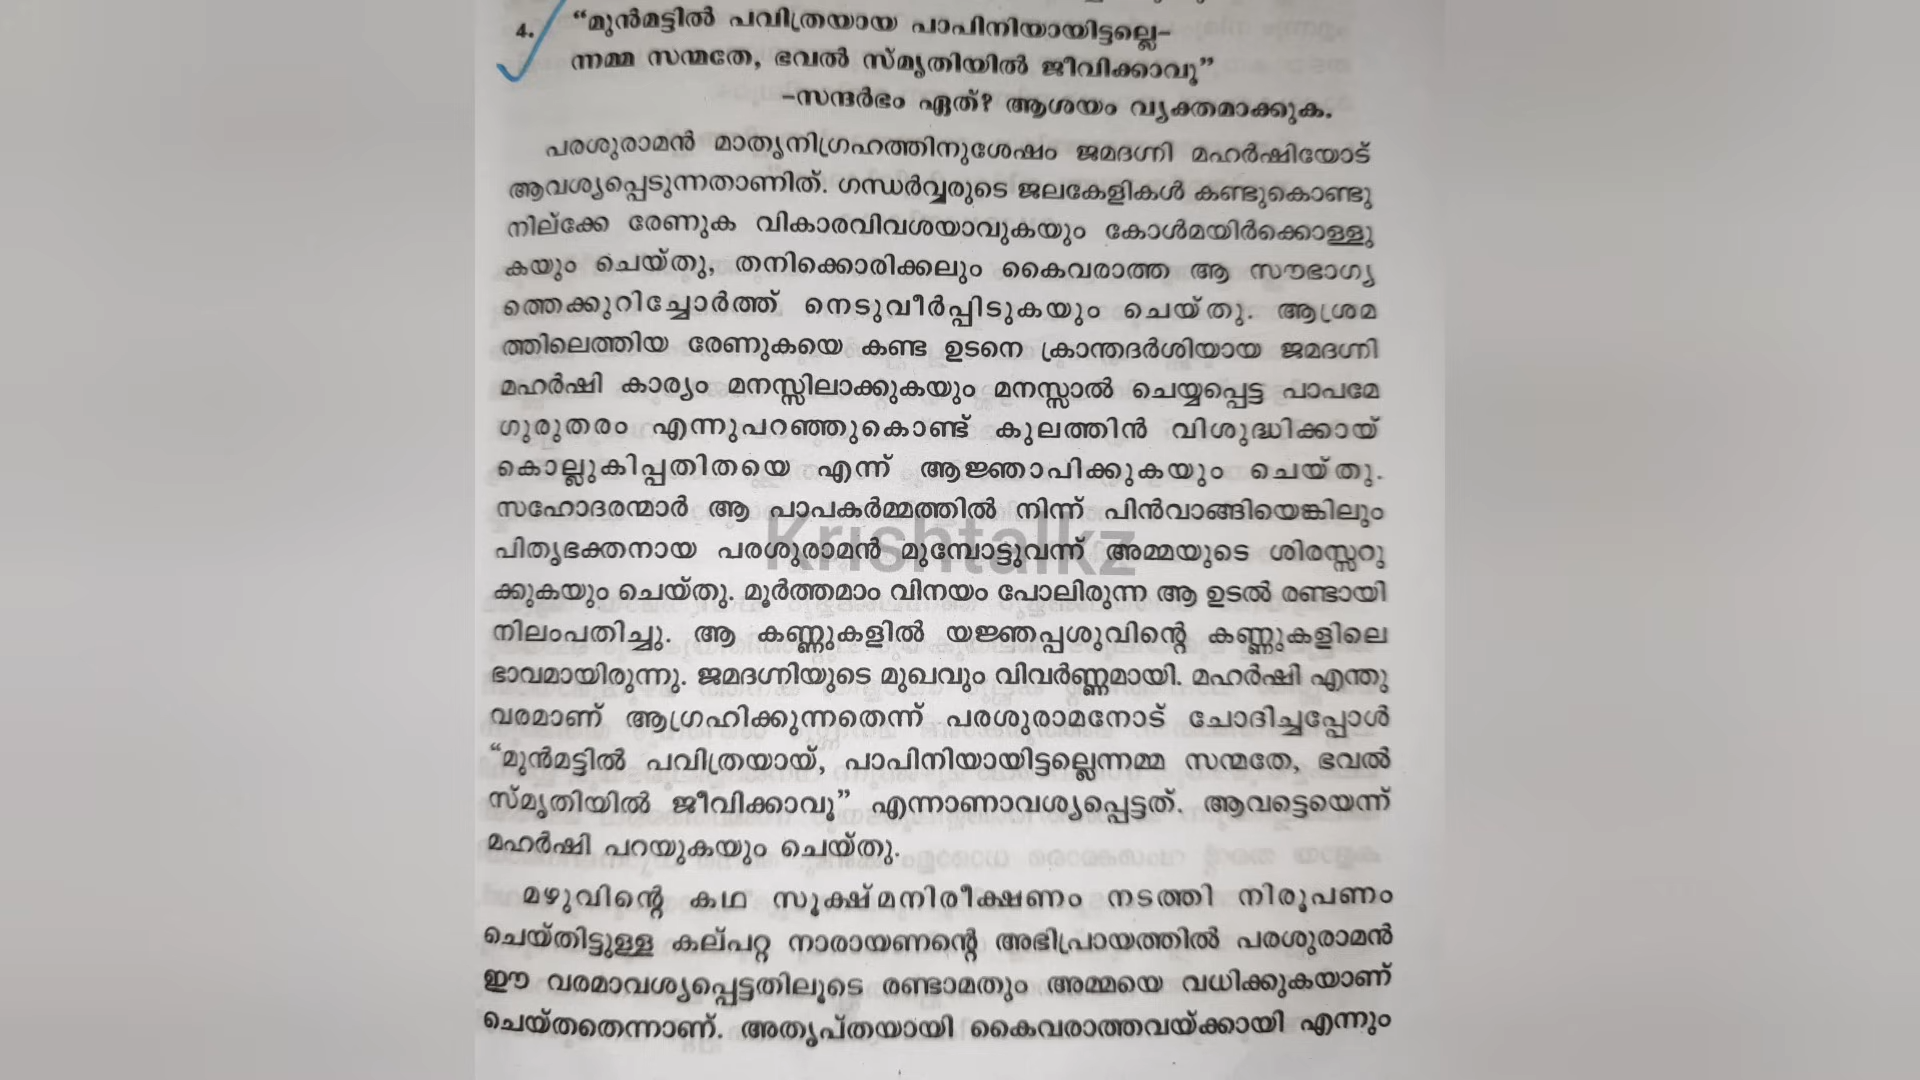 4. “മുൻമട്ടിൽ പവിത്രയായ പാപിനിയായിട്ടല്ലെ-
ന്നമ്മ സന്മതേ, ഭവൽ സ്മൃതിയിൽ ജീവിക്കാവൂ”
-സന്ദർഭം ഏത്? ആശയം വ്യക്തമാക്കുക.
പരശുരാമൻ മാതൃനിഗ്രഹത്തിനുശേഷം ജമദഗ്നി മഹർഷിയോട്
ആവശ്യപ്പെടുന്നതാണിത്. ഗന്ധർവ്വരുടെ ജലകേളികൾ കണ്ടുകൊണ്ടു
നില്ക്കേ രേണുക വികാരവിവശയാവുകയും കോൾമയിർക്കൊള്ളു
കയും ചെയ്തു, തനിക്കൊരിക്കലും കൈവരാത്ത ആ സൗഭാഗ്യ
ത്തെക്കുറിച്ചോർത്ത് നെടുവീർപ്പിടുകയും ചെയ്തു. ആശ്രമ
ത്തിലെത്തിയ രേണുകയെ കണ്ട ഉടനെ ക്രാന്തദർശിയായ ജമദഗ്നി
മഹർഷി കാര്യം മനസ്സിലാക്കുകയും മനസ്സാൽ ചെയ്യപ്പെട്ട പാപമേ
ഗുരുതരം എന്നുപറഞ്ഞുകൊണ്ട് കുലത്തിൻ വിശുദ്ധിക്കായ്
കൊല്ലുകിപ്പതിതയെ എന്ന് ആജ്ഞാപിക്കുകയും ചെയ്തു.
സഹോദരന്മാർ ആ പാപകർമ്മത്തിൽ നിന്ന് പിൻവാങ്ങിയെങ്കിലും
പിതൃഭക്തനായ പരശുരാമൻ മുമ്പോട്ടുവന്ന് അമ്മയുടെ ശിരസ്സറു
ക്കുകയും ചെയ്തു. മൂർത്തമാം വിനയം പോലിരുന്ന ആ ഉടൽ രണ്ടായി
നിലംപതിച്ചു. ആ കണ്ണുകളിൽ യജ്ഞപ്പശുവിന്റെ കണ്ണുകളിലെ
ഭാവമായിരുന്നു. ജമദഗ്നിയുടെ മുഖവും വിവർണ്ണമായി. മഹർഷി എന്തു
വരമാണ് ആഗ്രഹിക്കുന്നതെന്ന് പരശുരാമനോട് ചോദിച്ചപ്പോൾ
“മുൻമട്ടിൽ പവിത്രയായ്, പാപിനിയായിട്ടല്ലെന്നമ്മ സന്മതേ, ഭവൽ
സ്മൃതിയിൽ ജീവിക്കാവൂ” എന്നാണാവശ്യപ്പെട്ടത്. ആവട്ടെയെന്ന്
മഹർഷി പറയുകയും ചെയ്തു.
മഴുവിന്റെ കഥ സൂക്ഷ്മനിരീക്ഷണം നടത്തി നിരൂപണം
ചെയ്തിട്ടുള്ള കല്പറ്റ നാരായണന്റെ അഭിപ്രായത്തിൽ പരശുരാമൻ
ഈ വരമാവശ്യപ്പെട്ടതിലൂടെ രണ്ടാമതും അമ്മയെ വധിക്കുകയാണ്
ചെയ്തതെന്നാണ്. അതൃപ്തയായി കൈവരാത്തവയ്ക്കായി എന്നും
Krishtalkz